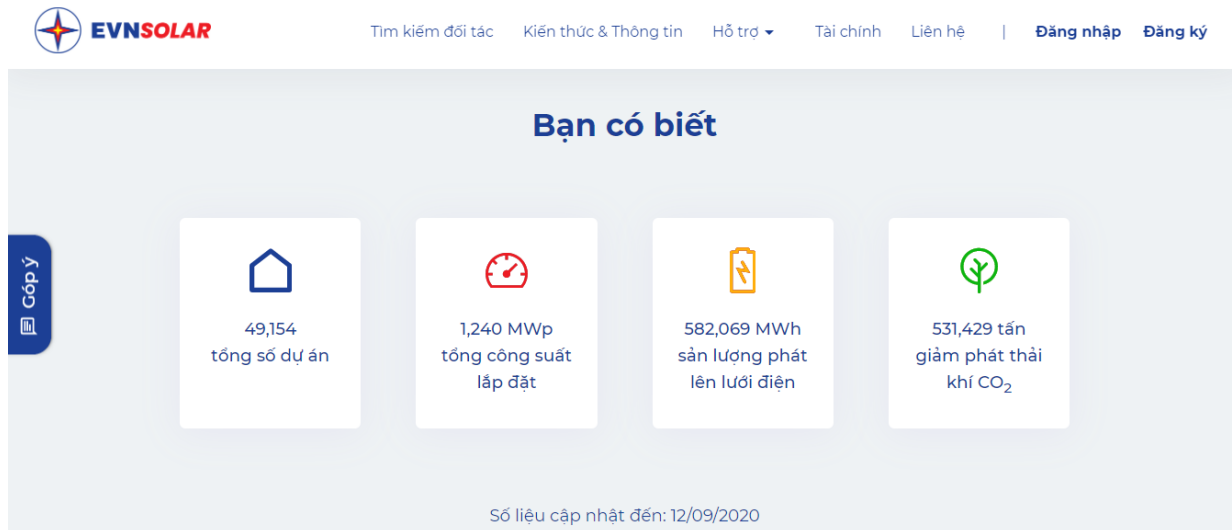 EVNSOLAR
Tìm kiếm đối tác Kiến thức & Thông tin Hỗ trợ Tài chính Liên hệ | Đăng nhập Đăng ký
Bạn có biết
Góp ý
49,154
tổng số dự án
1,240 MWp
tổng công suất
lắp đặt
582,069 MWh
sản lượng phát
lên lưới điện
531,429 tấn
giảm phát thải
khí CO₂
Số liệu cập nhật đến: 12/09/2020